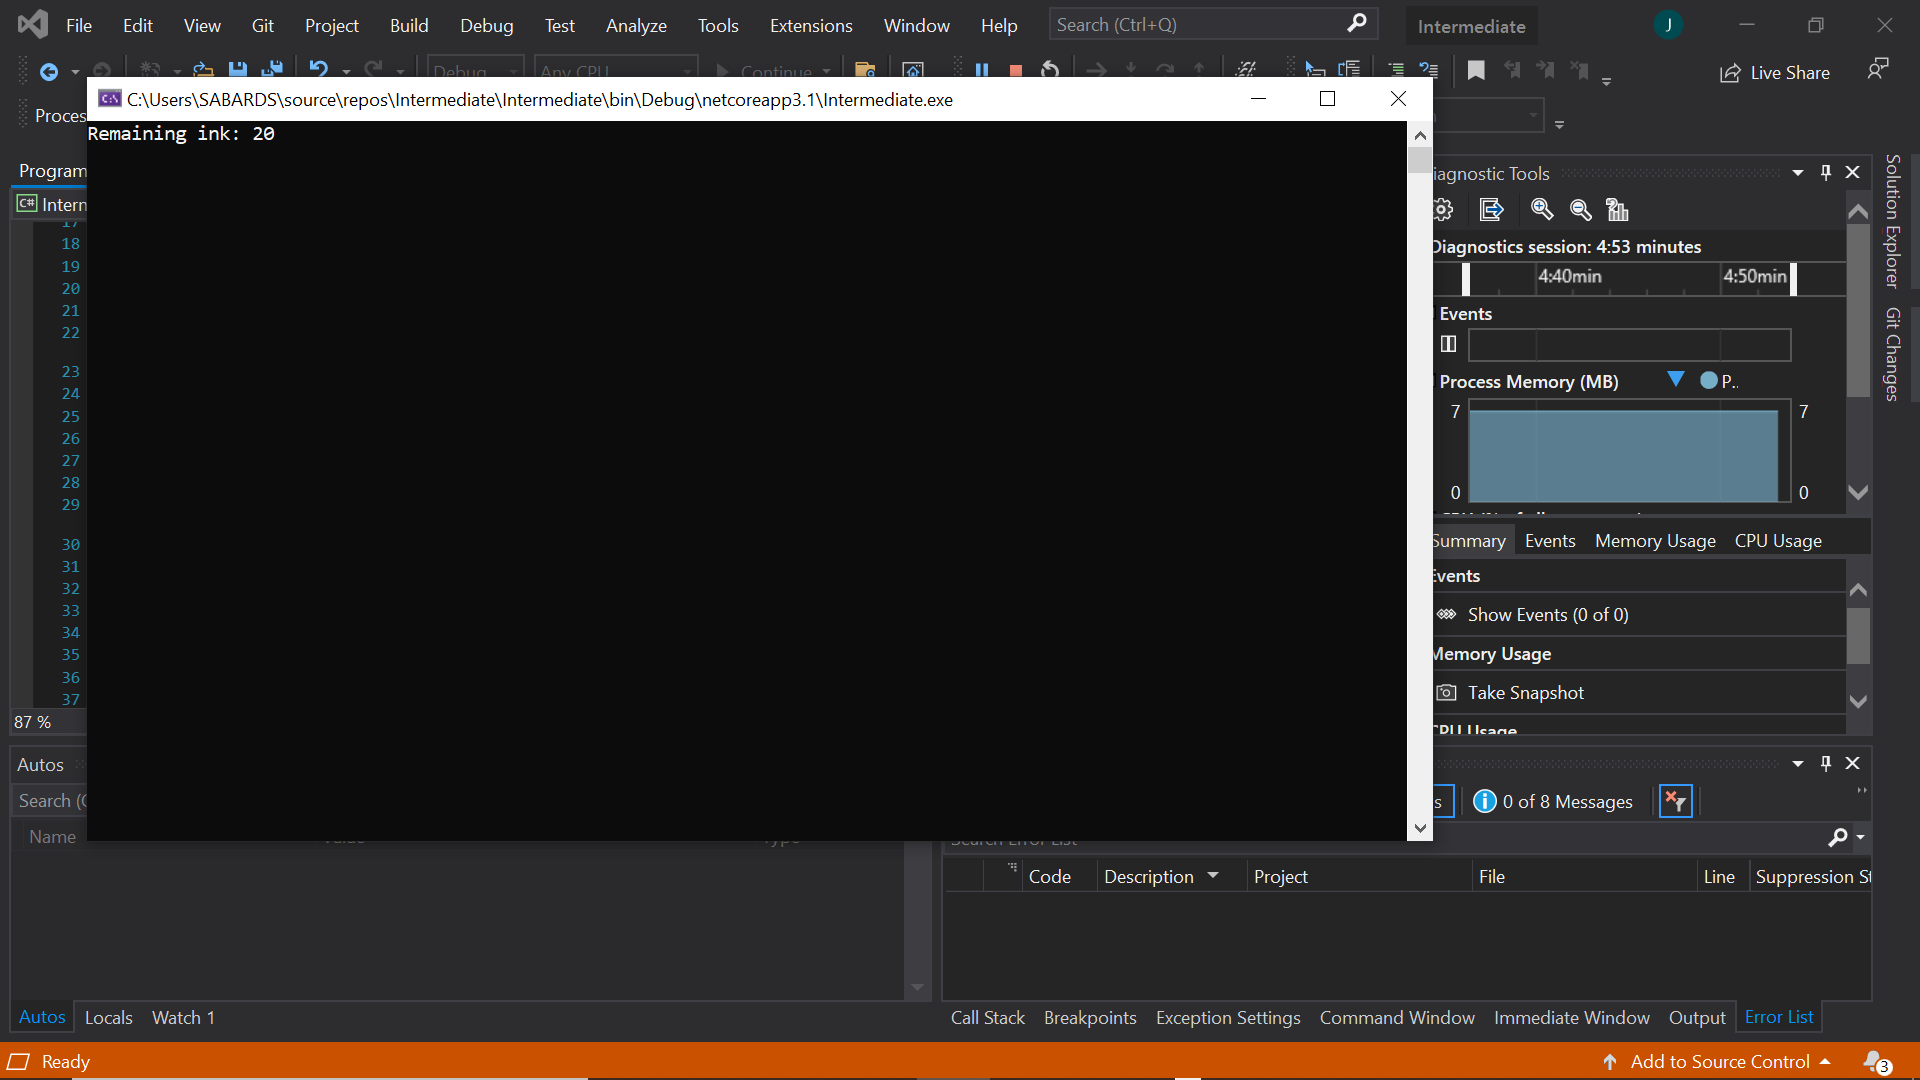 File Edit View Git Project Build Debug Test Analyze Tools Extensions Window Help Search (Ctrl+Q) Intermediate J
Debug Any CPU Continue Live Share
Proces
C:\Users\SABARDS\source\repos\Intermediate\Intermediate\bin\Debug\netcoreapp3.1\Intermediate.exe
Remaining ink: 20
Program
C# Intern
17
18
19
20
21
22
23
24
25
26
27
28
29
30
31
32
33
34
35
36
37
87 %
iagnostic Tools
Diagnostics session: 4:53 minutes
4:40min 4:50min
Events
Process Memory (MB) P..
7 7
0 0
Summary Events Memory Usage CPU Usage
Events
Show Events (0 of 0)
Memory Usage
Take Snapshot
CPU Usage
Solution Explorer
Git Changes
Autos
Search (C
Name Value Type
s 0 of 8 Messages
Search Error List
Code Description Project File Line Suppression St
Autos Locals Watch 1
Call Stack Breakpoints Exception Settings Command Window Immediate Window Output Error List
Ready Add to Source Control 3